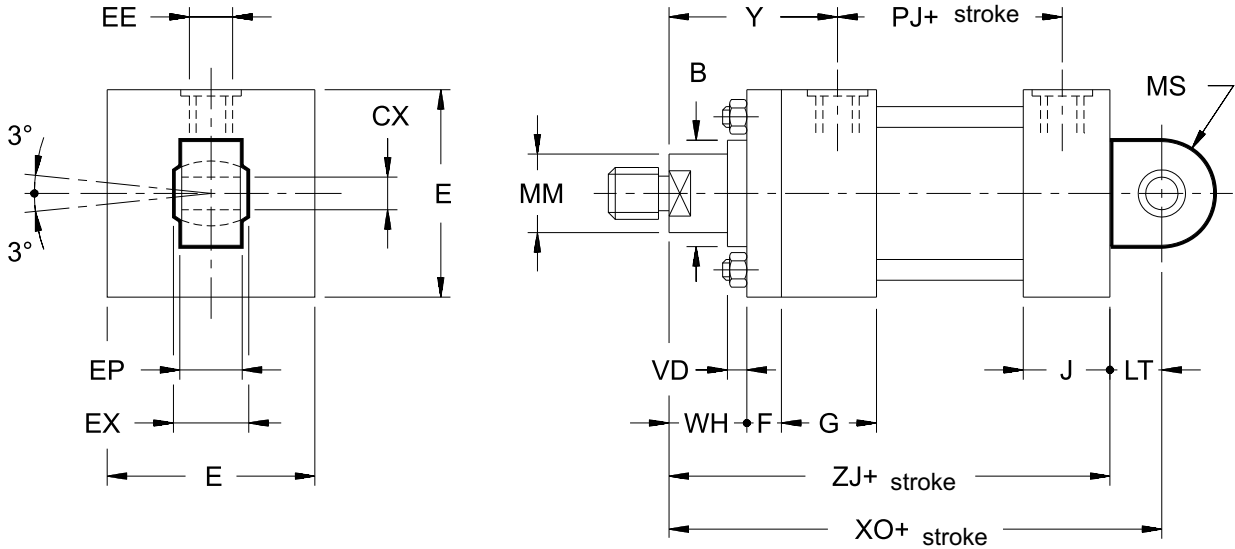 EE
Y
PJ+ stroke
B
MS
CX
3°
MM
E
3°
EP
VD
J
LT
EX
WH
F
G
E
ZJ+ stroke
XO+ stroke